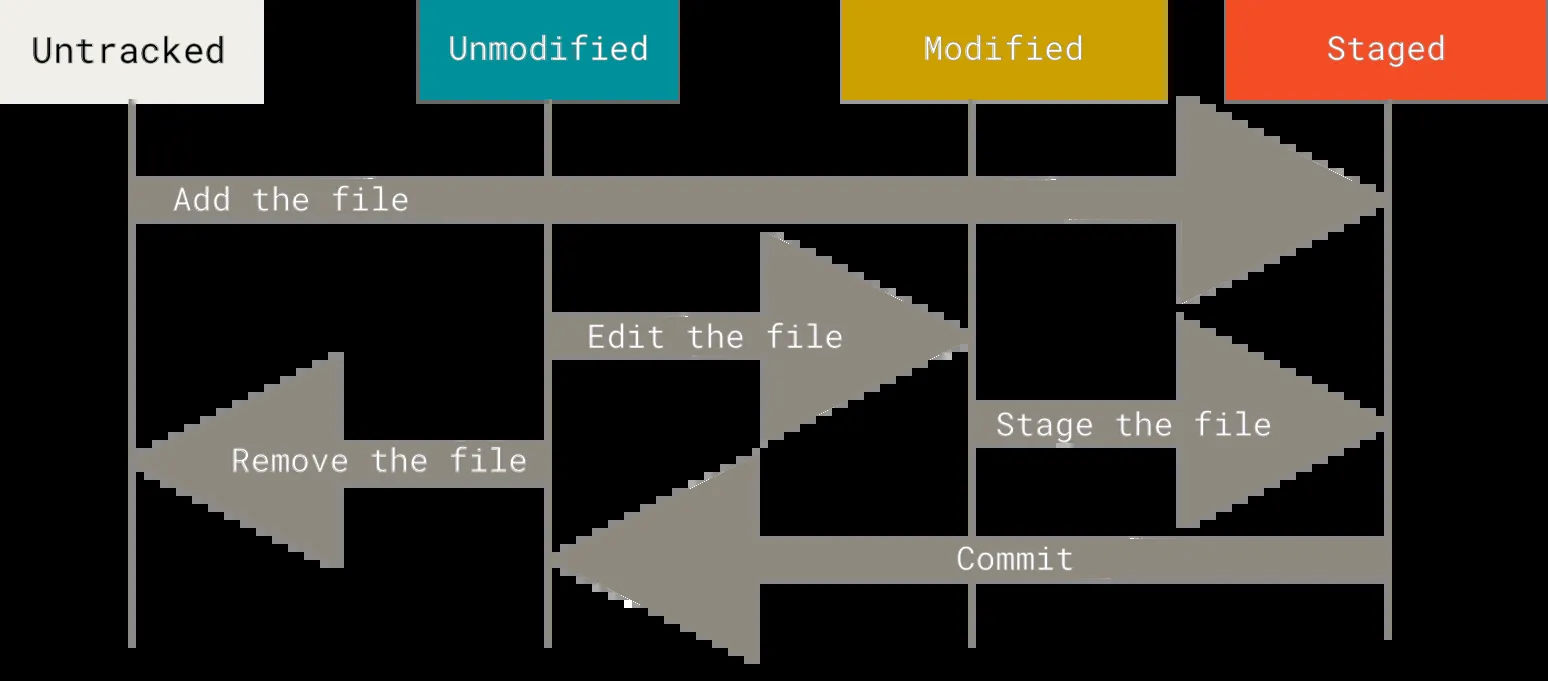 Untracked
Unmodified
Modified
Staged
Add the file
Edit the file
Stage the file
Remove the file
Commit